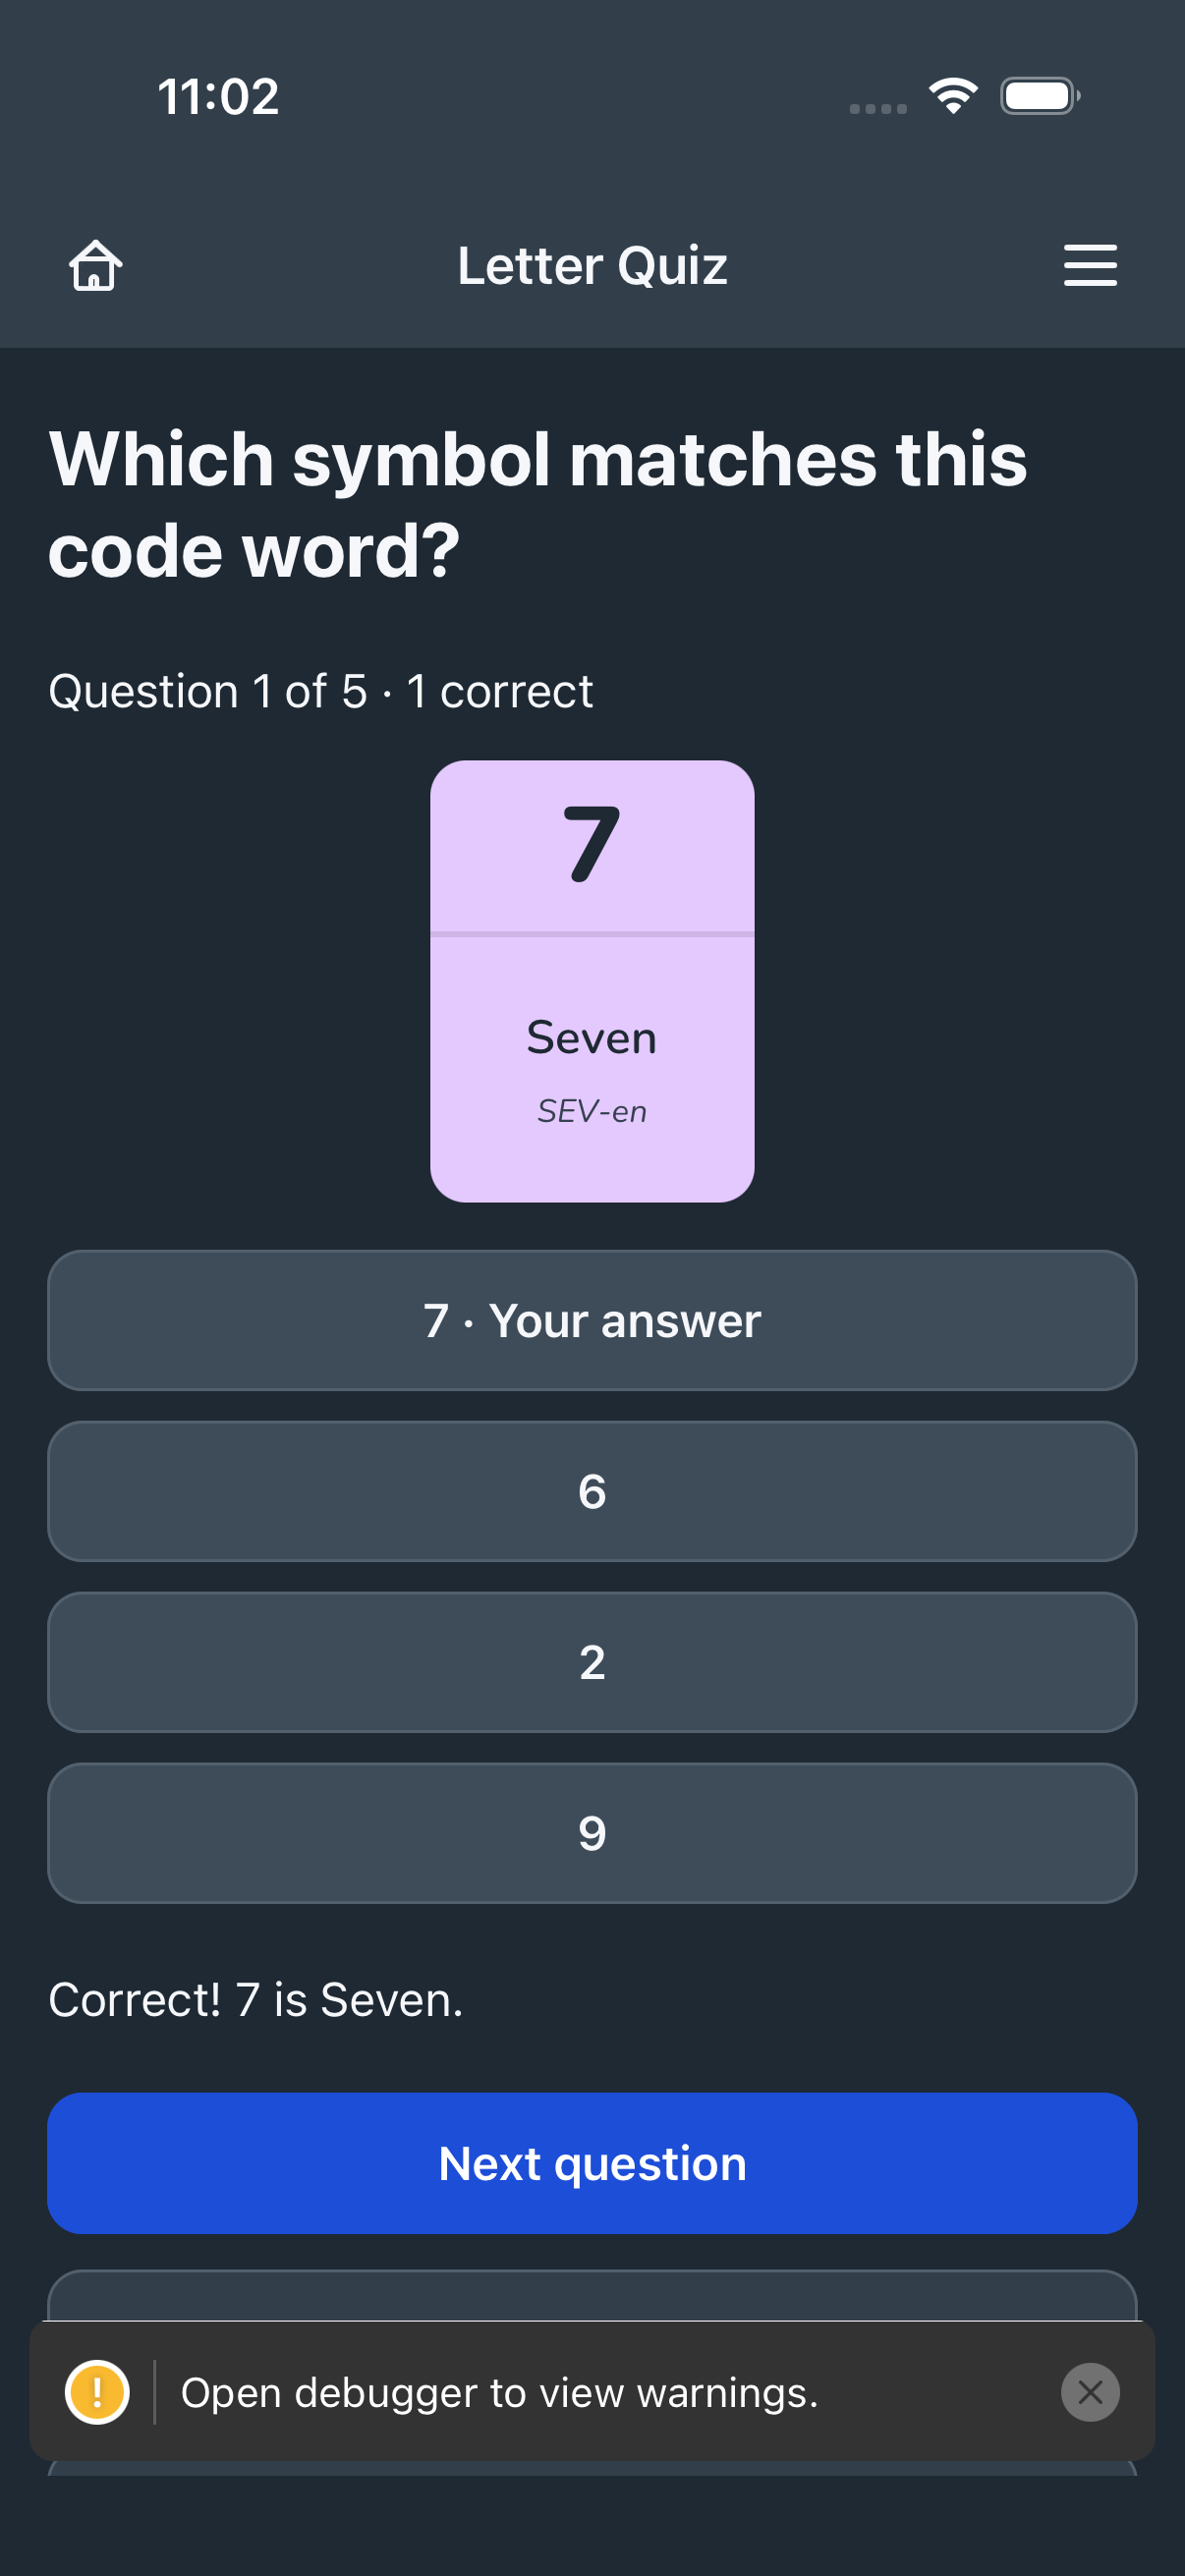 11:02
Letter Quiz
Which symbol matches this
code word?
Question 1 of 5 · 1 correct
7
Seven
SEV-en
7 · Your answer
6
2
9
Correct! 7 is Seven.
Next question
! Open debugger to view warnings.